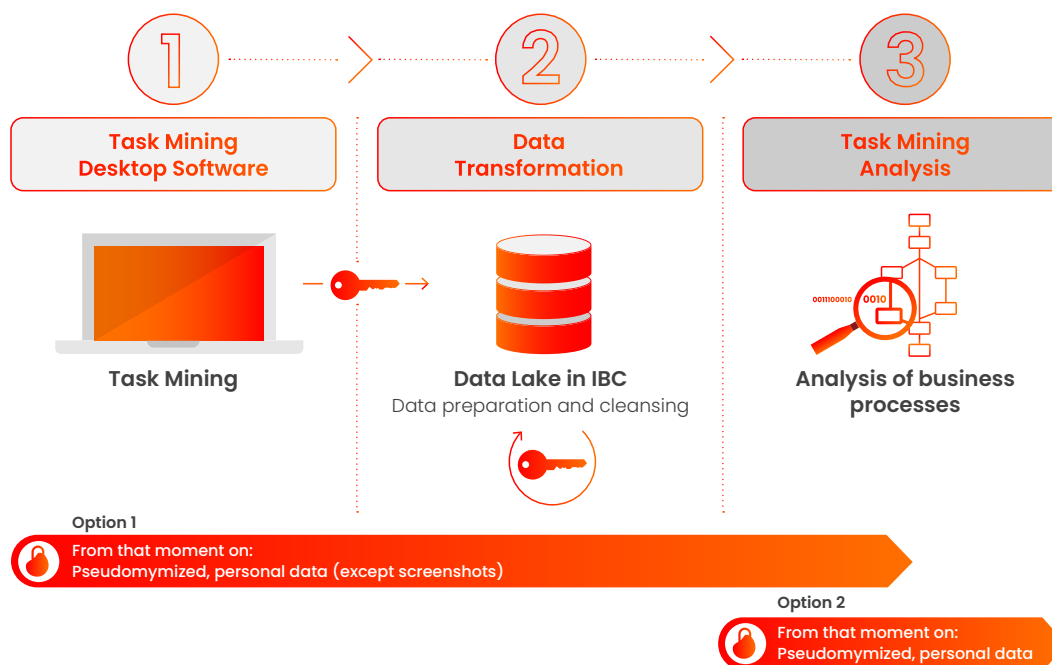 1
2
3
Task Mining
Desktop Software
Data
Transformation
Task Mining
Analysis
0011100010
0010
Task Mining
Data Lake in IBC
Data preparation and cleansing
Analysis of business
processes
Option 1
From that moment on:
Pseudomymized, personal data (except screenshots)
Option 2
From that moment on:
Pseudomymized, personal data